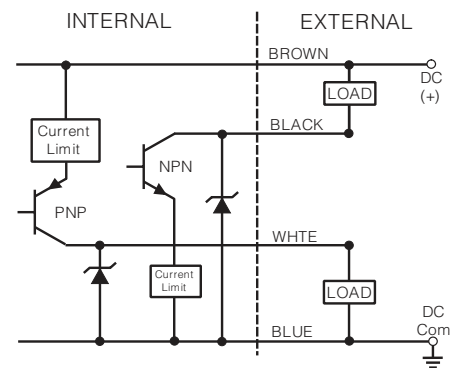 INTERNAL
EXTERNAL
BROWN
DC
(+)
LOAD
BLACK
Current
Limit
NPN
PNP
WHTE
Current
Limit
LOAD
DC
Com
BLUE